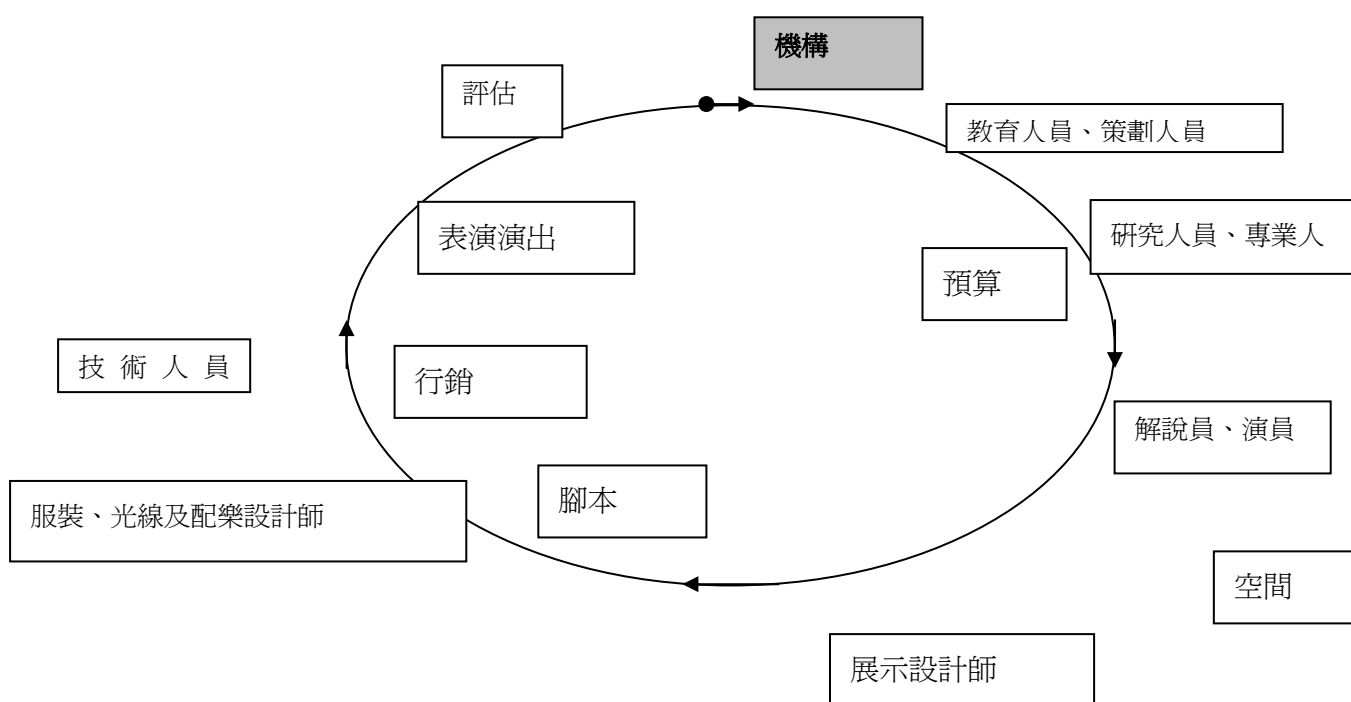 機構
評估
教育人員、策劃人員
表演演出
研究人員、專業人
預算
技術人員
行銷
解說員、演員
腳本
服裝、光線及配樂設計師
空間
展示設計師